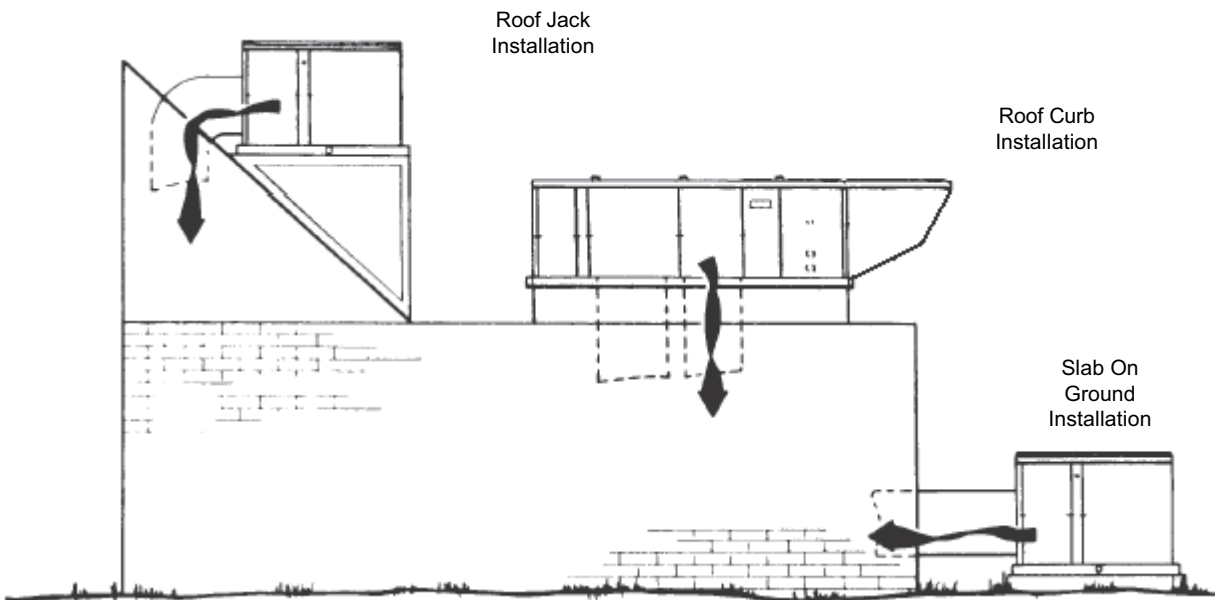 Roof Jack
Installation
Roof Curb
Installation
Slab On
Ground
Installation